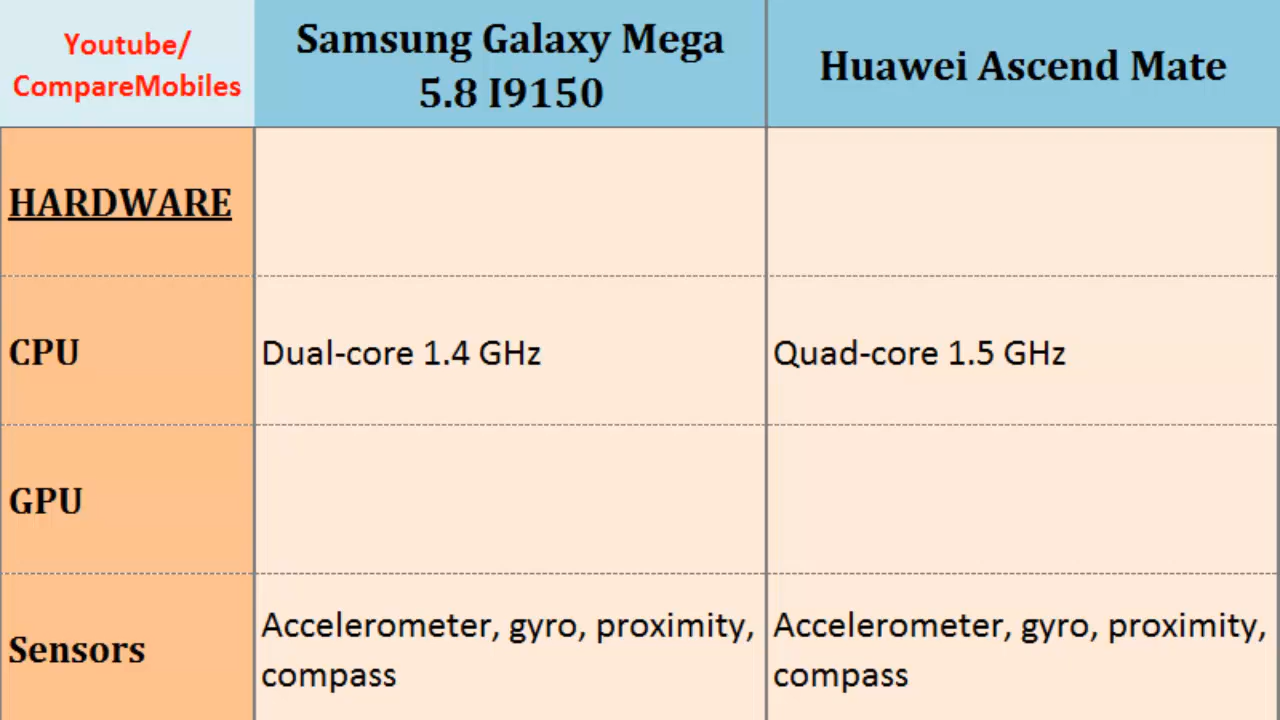 Youtube/
CompareMobiles
Samsung Galaxy Mega
5.8 I9150
Huawei Ascend Mate
HARDWARE
CPU
Dual-core 1.4 GHz
Quad-core 1.5 GHz
GPU
Sensors
Accelerometer, gyro, proximity,
compass
Accelerometer, gyro, proximity,
compass